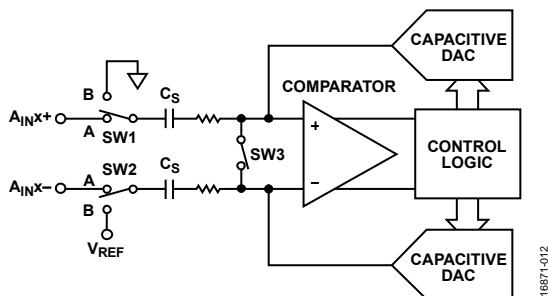 CAPACITIVE
DAC
COMPARATOR
B
CS
AINx+
A
SW1
+
SW3
CONTROL
LOGIC
SW2
CS
AINx−
A
−
B
VREF
CAPACITIVE
DAC
16871-012